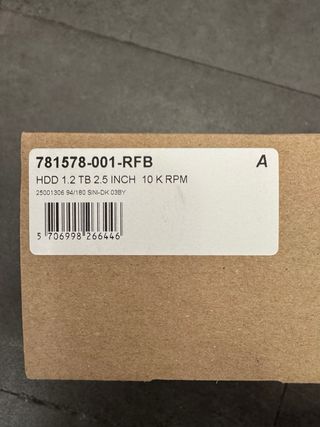 781578-001-RFB A
HDD 1.2 TB 2.5 INCH 10 K RPM
25001306 94/180 SINI-DK 03BY
5 706998 266446